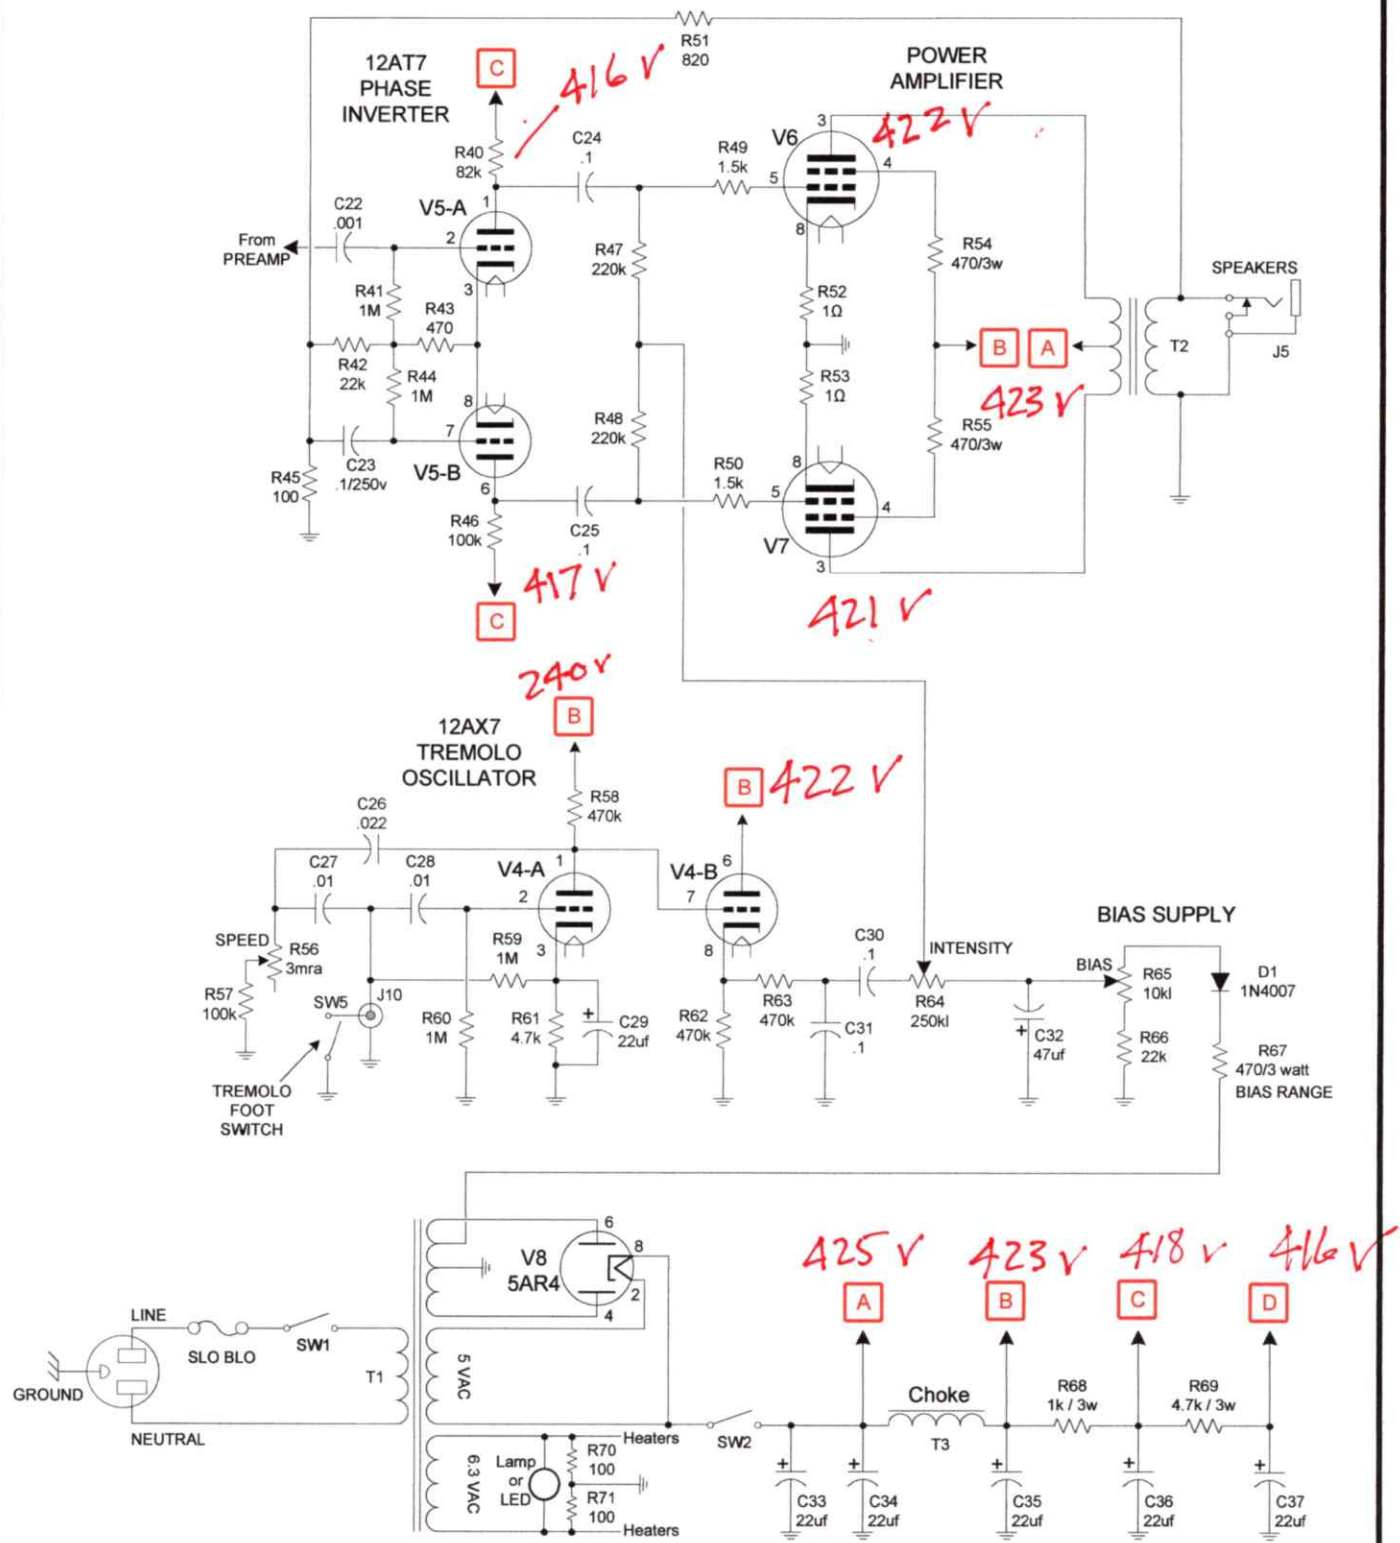 R51
820
12AT7
PHASE
INVERTER
C
416 V
POWER
AMPLIFIER
422 V
R40
82k
C24
.1
R49
1.5k
V6
3
4
5
8
C22
.001
V5-A
1
2
3
From
PREAMP
R41
1M
R43
470
R42
22k
R44
1M
R47
220k
R48
220k
R52
1Ω
R53
1Ω
R54
470/3w
R55
470/3w
B
A
423 V
T2
SPEAKERS
J5
8
7
6
V5-B
C23
.1/250v
R45
100
R46
100k
C25
.1
R50
1.5k
8
5
4
3
V7
417 V
C
421 V
240 v
B
12AX7
TREMOLO
OSCILLATOR
R58
470k
B
422 V
C26
.022
C27
.01
C28
.01
V4-A
1
2
3
V4-B
6
7
8
SPEED
R56
3mra
R57
100k
SW5
J10
R59
1M
R60
1M
R61
4.7k
+
C29
22uf
R62
470k
R63
470k
C30
.1
C31
.1
INTENSITY
R64
250kl
+
C32
47uf
BIAS SUPPLY
BIAS
R65
10kl
R66
22k
D1
1N4007
R67
470/3 watt
BIAS RANGE
TREMOLO
FOOT
SWITCH
V8
5AR4
6
8
2
4
425 V
423 V
418 v
416 V
A
B
C
D
LINE
SLO BLO
SW1
GROUND
NEUTRAL
T1
5 VAC
6.3 VAC
Lamp
or
LED
R70
100
R71
100
Heaters
Heaters
SW2
Choke
T3
R68
1k / 3w
R69
4.7k / 3w
+
C33
22uf
+
C34
22uf
+
C35
22uf
+
C36
22uf
+
C37
22uf